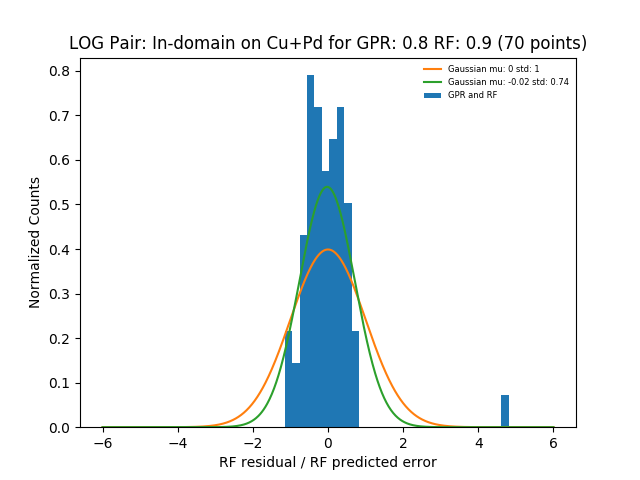 LOG Pair: In-domain on Cu+Pd for GPR: 0.8 RF: 0.9 (70 points)
Gaussian mu: 0 std: 1
Gaussian mu: -0.02 std: 0.74
GPR and RF
Normalized Counts
0.8
0.7
0.6
0.5
0.4
0.3
0.2
0.1
0.0
−6 −4 −2 0 2 4 6
RF residual / RF predicted error